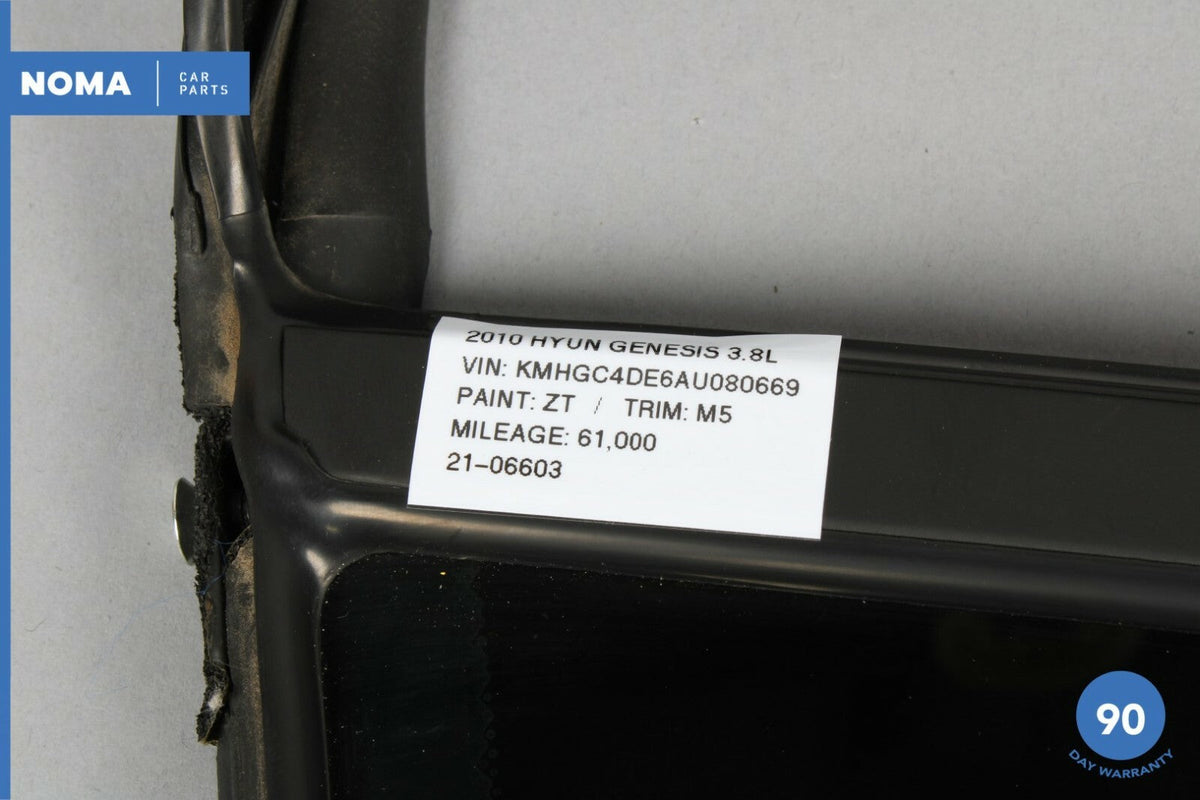 NOMA
CAR
PARTS
2010 HYUN GENESIS 3.8L
VIN: KMHGC4DE6AU080669
PAINT: ZT / TRIM: M5
MILEAGE: 61,000
21-06603
90
DAY WARRANTY